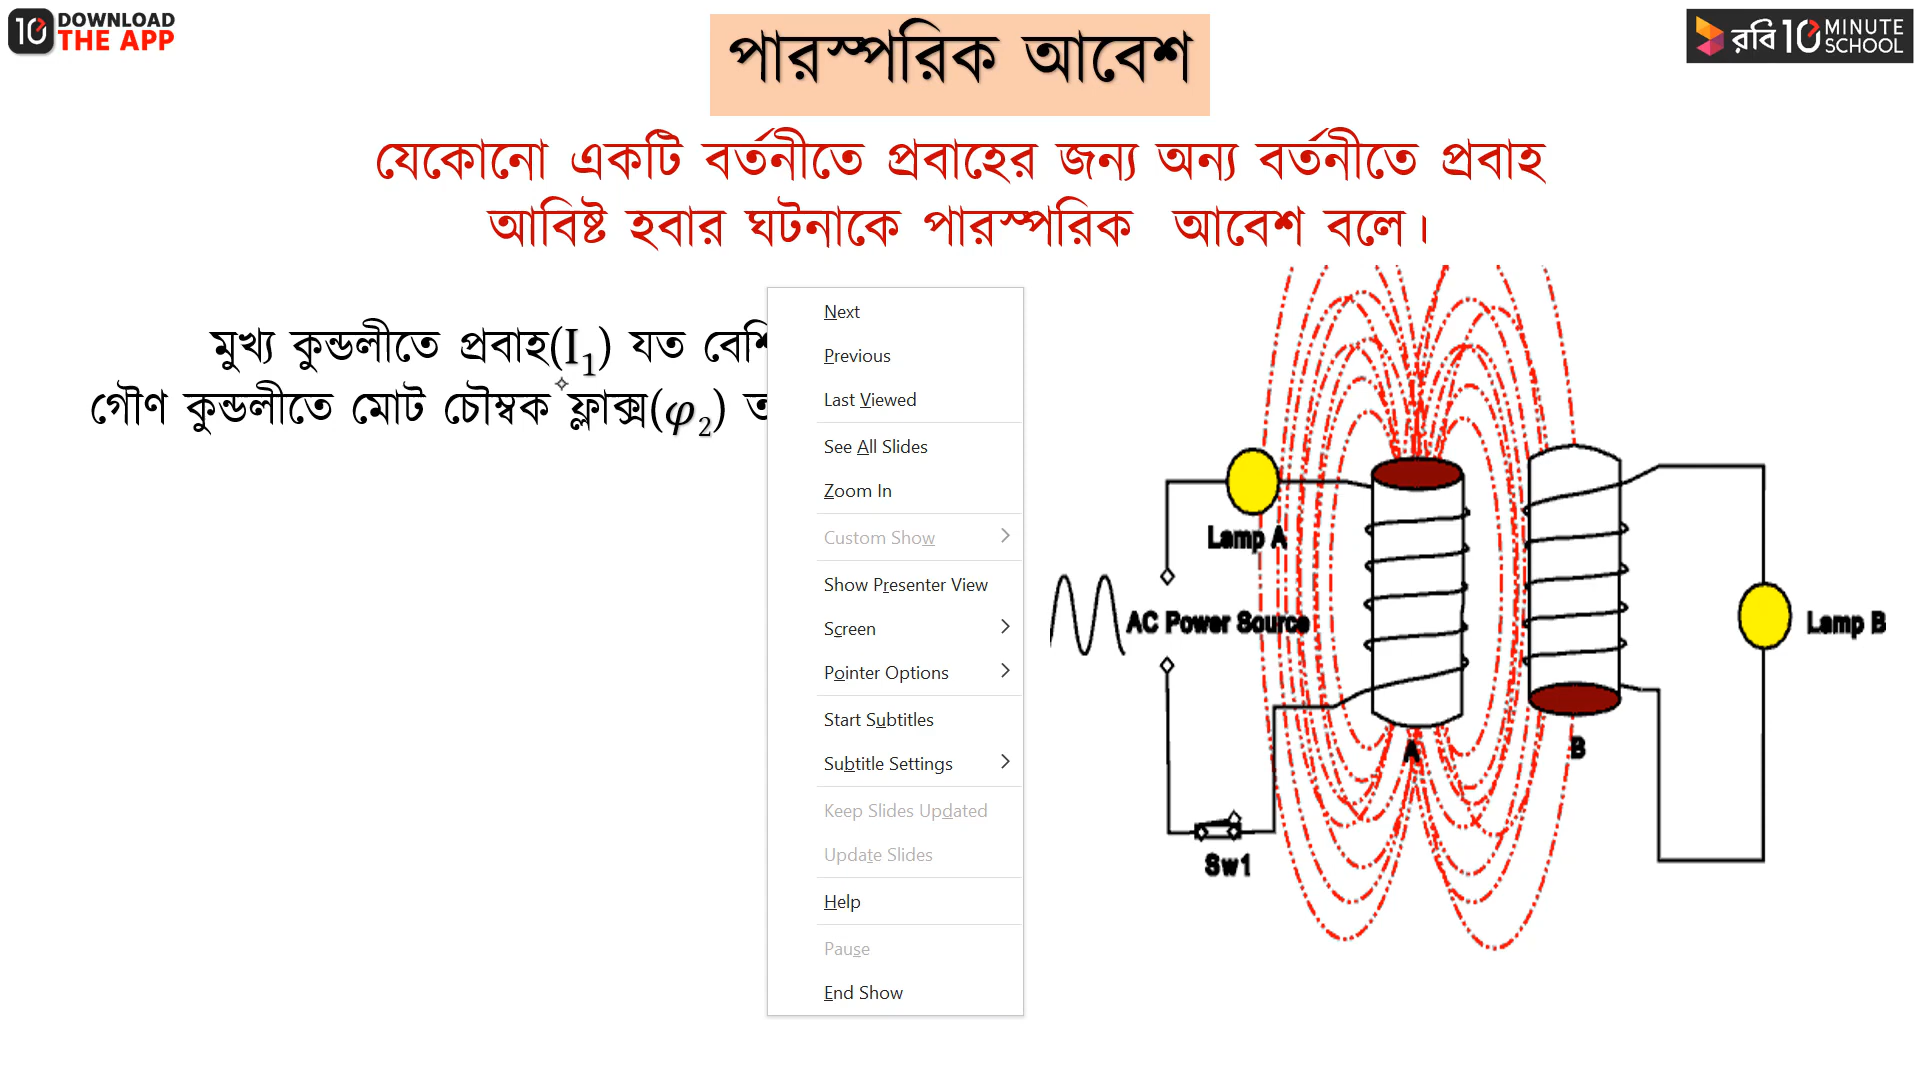 DOWNLOAD
THE APP
পারস্পরিক আবেশ
রবি 10 MINUTE SCHOOL
যেকোনো একটি বর্তনীতে প্রবাহের জন্য অন্য বর্তনীতে প্রবাহ
আবিষ্ট হবার ঘটনাকে পারস্পরিক আবেশ বলে।
মুখ্য কুন্ডলীতে প্রবাহ(I₁) যত
গৌণ কুন্ডলীতে মোট চৌম্বক ফ্লাক্স(φ₂)
Next
Previous
Last Viewed
See All Slides
Zoom In
Custom Show
Show Presenter View
Screen
Pointer Options
Start Subtitles
Subtitle Settings
Keep Slides Updated
Update Slides
Help
Pause
End Show
Lamp A
AC Power Source
Lamp B
A
B
Sw1